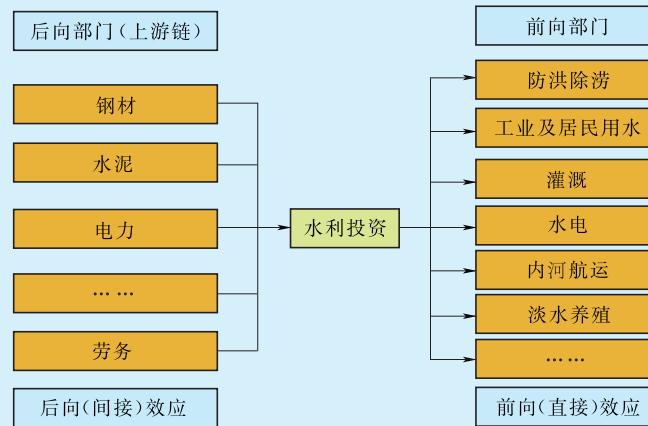 后向部门(上游链)
钢材
水泥
电力
……
劳务
后向(间接)效应
水利投资
前向部门
防洪除涝
工业及居民用水
灌溉
水电
内河航运
淡水养殖
……
前向(直接)效应